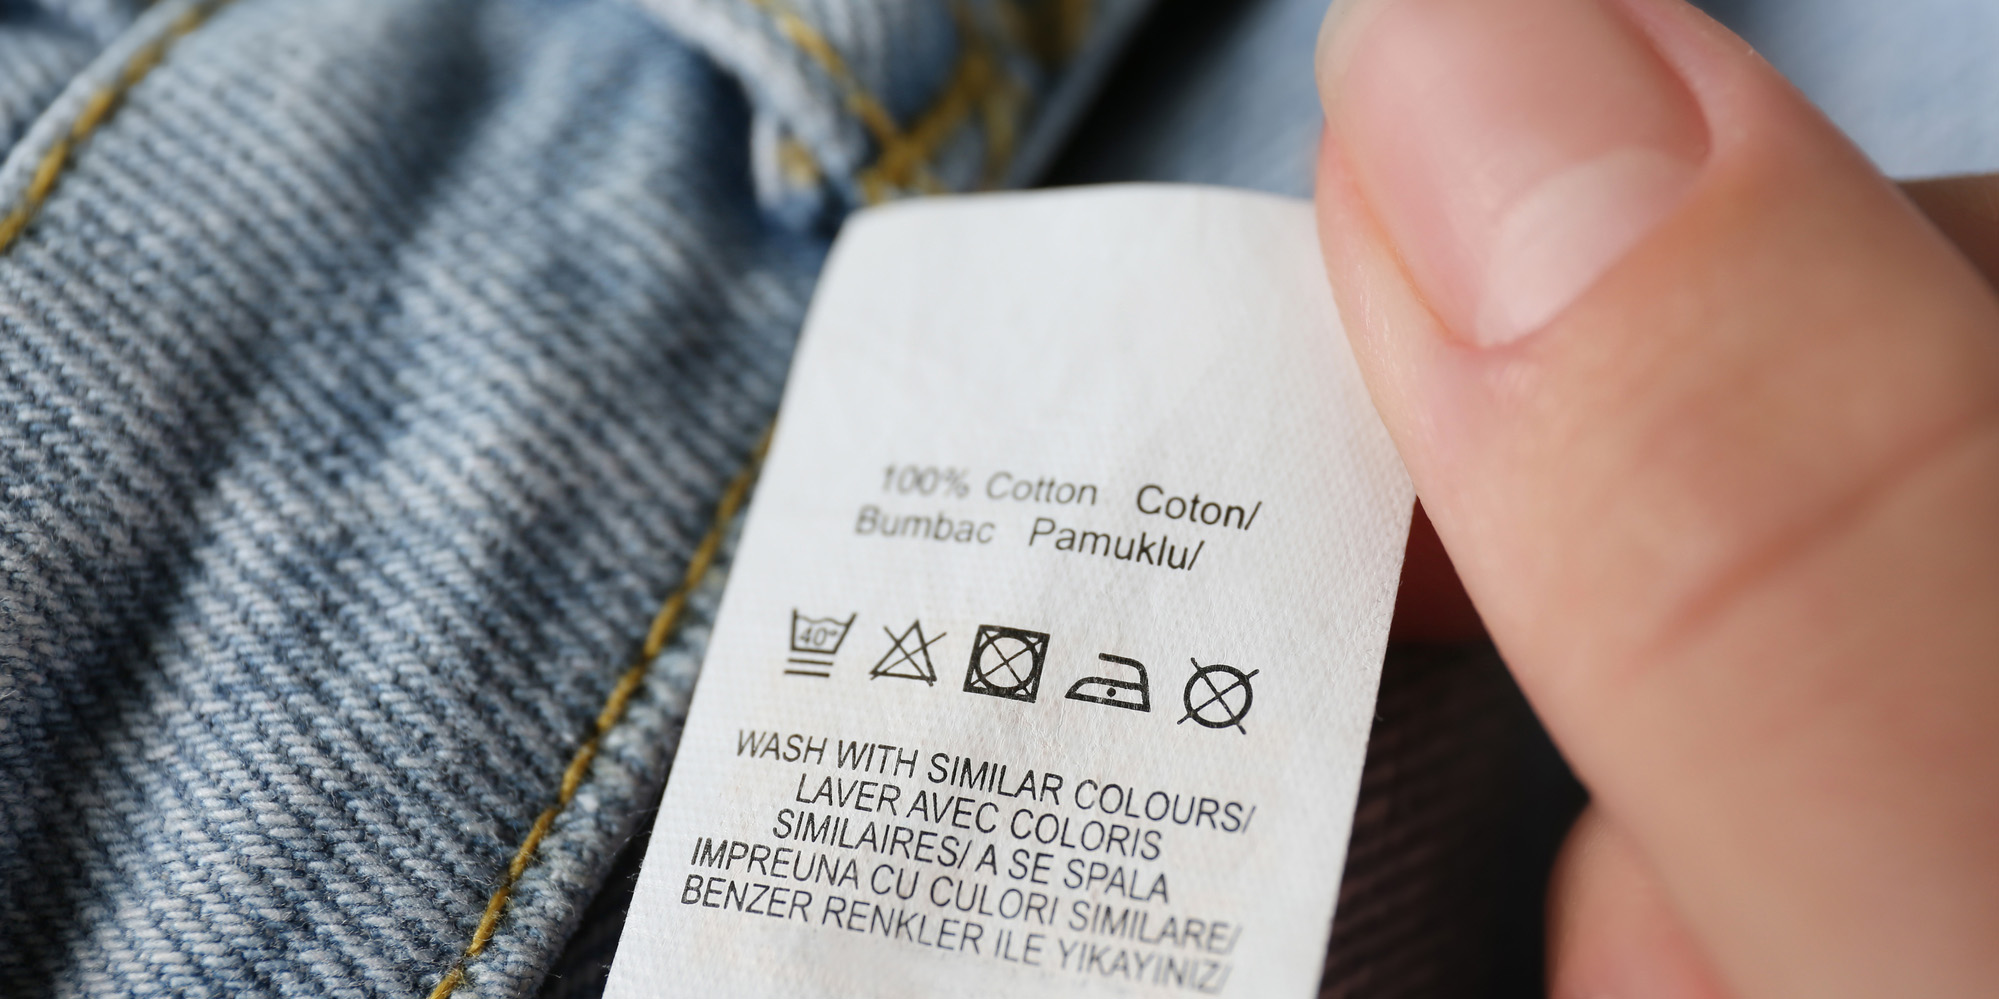 100% Cotton Coton/
Bumbac Pamuklu/
40°
WASH WITH SIMILAR COLOURS/
LAVER AVEC COLORIS
SIMILAIRES/ A SE SPALA
IMPREUNA CU CULORI SIMILARE/
BENZER RENKLER ILE YIKAYINIZ/